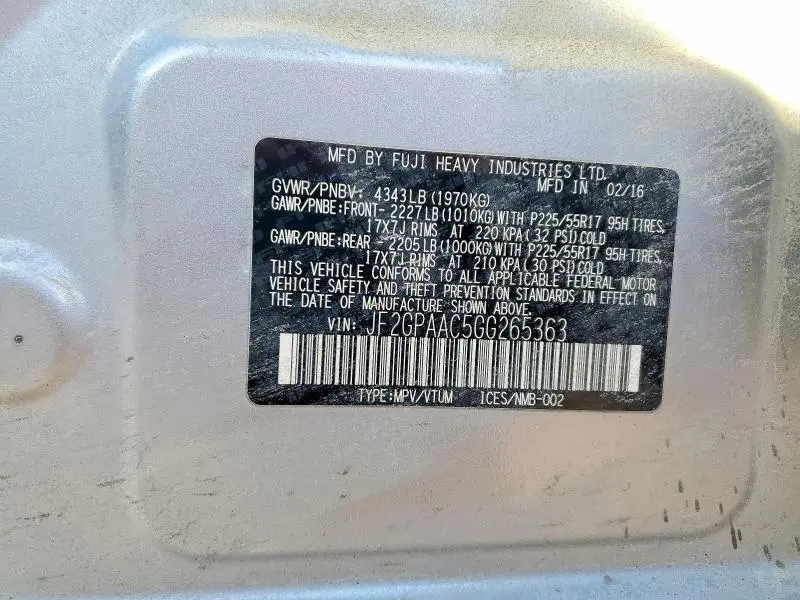 MFD BY FUJI HEAVY INDUSTRIES LTD.
MFD IN 02/16
GVWR/PNBV: 4343LB (1970KG)
GAWR/PNBE:FRONT- 2227LB (1010KG) WITH P225/55R17 95H TIRES,
17X7J RIMS AT 220 KPA (32 PSI) COLD
GAWR/PNBE:REAR -2205LB (1000KG) WITH P225/55R17 95H TIRES,
17X7J RIMS AT 210 KPA (30 PSI) COLD
THIS VEHICLE CONFORMS TO ALL APPLICABLE FEDERAL MOTOR
VEHICLE SAFETY AND THEFT PREVENTION STANDARDS IN EFFECT ON
THE DATE OF MANUFACTURE SHOWN ABOVE.
VIN: JF2GPAAC5GG265363
TYPE:MPV/VTUM ICES/NMB-002